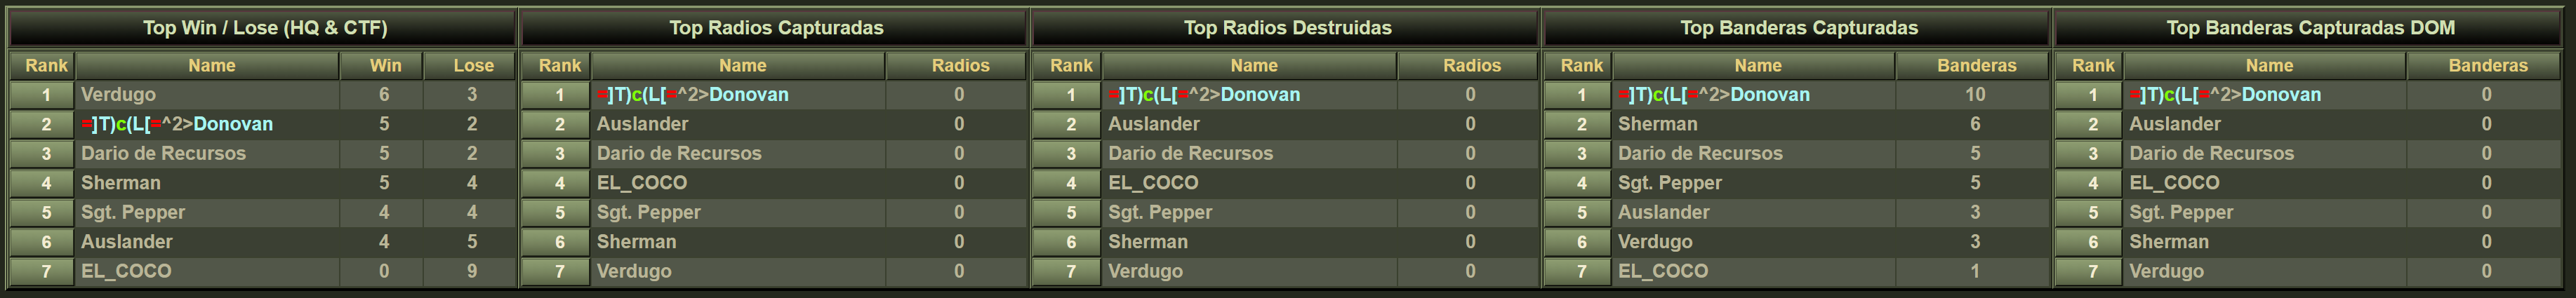 Top Win / Lose (HQ & CTF)
Rank Name Win Lose
1 Verdugo 6 3
2 =]T)c(L[=^2>Donovan 5 2
3 Dario de Recursos 5 2
4 Sherman 5 4
5 Sgt. Pepper 4 4
6 Auslander 4 5
7 EL_COCO 0 9
Top Radios Capturadas
Rank Name Radios
1 =]T)c(L[=^2>Donovan 0
2 Auslander 0
3 Dario de Recursos 0
4 EL_COCO 0
5 Sgt. Pepper 0
6 Sherman 0
7 Verdugo 0
Top Radios Destruidas
Rank Name Radios
1 =]T)c(L[=^2>Donovan 0
2 Auslander 0
3 Dario de Recursos 0
4 EL_COCO 0
5 Sgt. Pepper 0
6 Sherman 0
7 Verdugo 0
Top Banderas Capturadas
Rank Name Banderas
1 =]T)c(L[=^2>Donovan 10
2 Sherman 6
3 Dario de Recursos 5
4 Sgt. Pepper 5
5 Auslander 3
6 Verdugo 3
7 EL_COCO 1
Top Banderas Capturadas DOM
Rank Name Banderas
1 =]T)c(L[=^2>Donovan 0
2 Auslander 0
3 Dario de Recursos 0
4 EL_COCO 0
5 Sgt. Pepper 0
6 Sherman 0
7 Verdugo 0